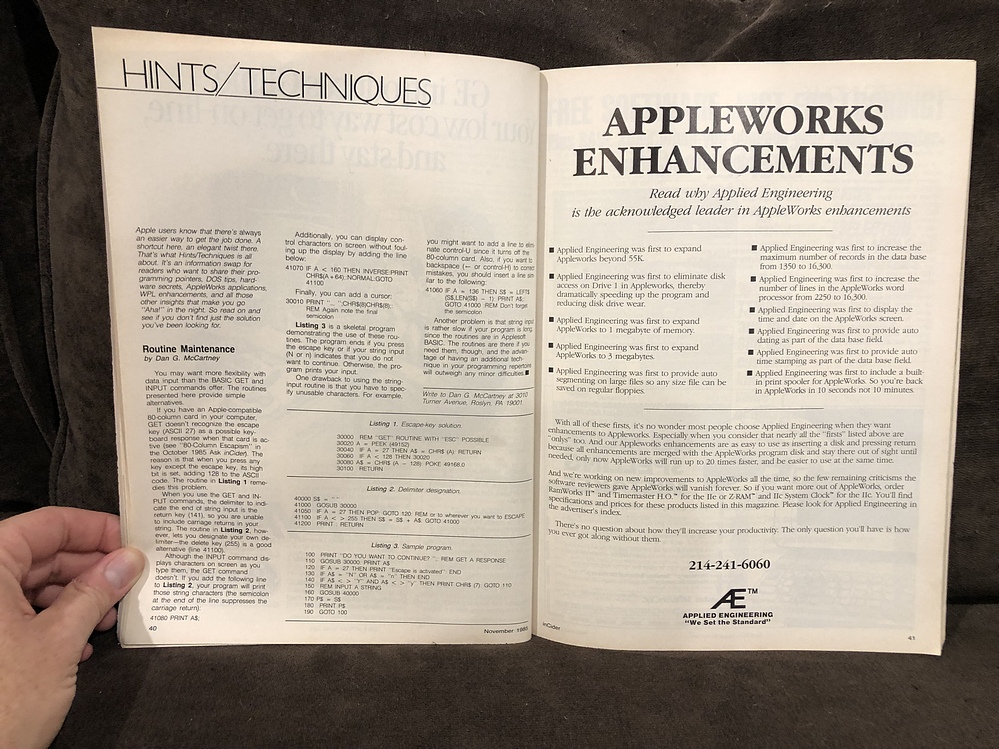 HINTS/TECHNIQUES
Apple users know that there's always
an easier way to get the job done. A
shortcut here, an elegant twist there.
That's what Hints/Techniques is all
about. It's an information swap for
readers who want to share their pro-
gramming pointers, DOS tips, hard-
ware secrets, AppleWorks applications,
WPL enhancements, and all those
other insights that make you go
"Aha!" in the night. So read on and
see if you don't find just the solution
you've been looking for.
Routine Maintenance
by Dan G. McCartney
You may want more flexibility with
data input than the BASIC GET and
INPUT commands offer. The routines
presented here provide simple
alternatives.
If you have an Apple-compatible
80-column card in your computer,
GET doesn't recognize the escape
key (ASCII 27) as a possible key-
board response when that card is ac-
tive (see "80-Column Escapism" in
the October 1985 Ask inCider). The
reason is that when you press any
key except the escape key, its high
bit is set, adding 128 to the ASCII
code. The routine in Listing 1 reme-
dies this problem.
When you use the GET and IN-
PUT commands, the delimiter to indi-
cate the end of string input is the
return key (141), so you are unable
to include carriage returns in your
string. The routine in Listing 2, how-
ever, lets you designate your own de-
limiter—the delete key (255) is a good
alternative (line 41100).
Although the INPUT command dis-
plays characters on screen as you
type them, the GET command
doesn't. If you add the following line
to Listing 2, your program will print
those string characters (the semicolon
at the end of the line suppresses the
carriage return):
41080 PRINT A$;
40
Additionally, you can display con-
trol characters on screen without foul-
ing up the display by adding the line
below:
41070 IF A < 160 THEN INVERSE:PRINT
CHR$(A + 64);:NORMAL:GOTO
41100
Finally, you can add a cursor:
30010 PRINT "_";CHR$(8)CHR$(8);:
REM Again note the final
semicolon
Listing 3 is a skeletal program
demonstrating the use of these rou-
tines. The program ends if you press
the escape key or if your string input
(N or n) indicates that you do not
want to continue. Otherwise, the pro-
gram prints your input.
One drawback to using the string-
input routine is that you have to spec-
ify unusable characters. For example,
you might want to add a line to elim-
inate control-U since it turns off the
80-column card. Also, if you want to
backspace (← or control-H) to correct
mistakes, you should insert a line sim-
ilar to the following:
41060 IF A = 136 THEN S$ = LEFT$
(S$,LEN(S$) - 1): PRINT A$;:
GOTO 41000: REM Don't forget
the semicolon
Another problem is that string input
is rather slow if your program is long,
since the routines are in Applesoft
BASIC. The routines are there if you
need them, though, and the advan-
tage of having an additional tech-
nique in your programming repertoire
will outweigh any minor difficulties.■
Write to Dan G. McCartney at 3010
Turner Avenue, Roslyn, PA 19001.
Listing 1. Escape-key solution.
30000 REM "GET" ROUTINE WITH "ESC" POSSIBLE
30020 A = PEEK (49152)
30040 IF A = 27 THEN A$ = CHR$ (A): RETURN
30060 IF A < 128 THEN 30020
30080 A$ = CHR$ (A - 128): POKE 49168,0
30100 RETURN
Listing 2. Delimiter designation.
40000 S$ = " "
41000 GOSUB 30000
41050 IF A = 27 THEN POP: GOTO 120: REM or to wherever you want to ESCAPE
41100 IF A < > 255 THEN S$ = S$ + A$: GOTO 41000
41200 PRINT : RETURN
Listing 3. Sample program.
100 PRINT "DO YOU WANT TO CONTINUE? ";: REM GET A RESPONSE
110 GOSUB 30000: PRINT A$
120 IF A = 27 THEN PRINT "Escape is activated": END
130 IF A$ = "N" OR A$ = "n" THEN END
140 IF A$ < > "Y" AND A$ < > "y" THEN PRINT CHR$ (7): GOTO 110
150 REM INPUT A STRING
160 GOSUB 40000
170 P$ = S$
180 PRINT: P$
190 GOTO 100
November 1985
APPLEWORKS
ENHANCEMENTS
Read why Applied Engineering
is the acknowledged leader in AppleWorks enhancements
■ Applied Engineering was first to expand
Appleworks beyond 55K.
■ Applied Engineering was first to eliminate disk
access on Drive 1 in Appleworks, thereby
dramatically speeding up the program and
reducing disk drive wear.
■ Applied Engineering was first to expand
AppleWorks to 1 megabyte of memory.
■ Applied Engineering was first to expand
AppleWorks to 3 megabytes.
■ Applied Engineering was first to provide auto
segmenting on large files so any size file can be
saved on regular floppies.
■ Applied Engineering was first to increase the
maximum number of records in the data base
from 1350 to 16,300.
■ Applied Engineering was first to increase the
number of lines in the AppleWorks word
processor from 2250 to 16,300.
■ Applied Engineering was first to display the
time and date on the AppleWorks screen.
■ Applied Engineering was first to provide auto
dating as part of the data base field.
■ Applied Engineering was first to provide auto
time stamping as part of the data base field.
■ Applied Engineering was first to include a built-
in print spooler for AppleWorks. So you're back
in AppleWorks in 10 seconds not 10 minutes.
With all of these firsts, it's no wonder most people choose Applied Engineering when they want
enhancements to Appleworks. Especially when you consider that nearly all the "firsts" listed above are
"onlys" too. And our Appleworks enhancements are as easy to use as inserting a disk and pressing return
because all enhancements are merged with the AppleWorks program disk and stay there out of sight until
needed, only now AppleWorks will run up to 20 times faster, and be easier to use at the same time.
And we're working on new improvements to AppleWorks all the time, so the few remaining criticisms the
software reviewers gave AppleWorks will vanish forever. So if you want more out of AppleWorks, order
RamWorks II™ and Timemaster H.O.™ for the IIe or Z-RAM™ and IIc System Clock™ for the IIc. You'll find
specifications and prices for these products listed in this magazine. Please look for Applied Engineering in
the advertiser's index.
There's no question about how they'll increase your productivity. The only question you'll have is how
you ever got along without them.
214-241-6060
Æ™
APPLIED ENGINEERING
"We Set the Standard"
inCider
41